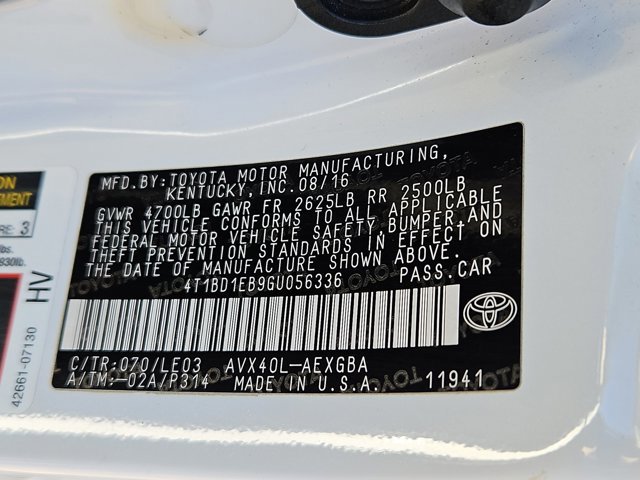 MFD.BY:TOYOTA MOTOR MANUFACTURING,
KENTUCKY,INC.08/16
GVWR 4700LB GAWR FR 2625LB RR 2500LB
THIS VEHICLE CONFORMS TO ALL APPLICABLE
FEDERAL MOTOR VEHICLE SAFETY,BUMPER,AND
THEFT PREVENTION STANDARDS IN EFFECT ON
THE DATE OF MANUFACTURE SHOWN ABOVE.
4T1BD1EB9GU056336 PASS.CAR
C/TR:070/LE03 AVX40L-AEXGBA
A/TM:-02A/P314 MADE IN U.S.A. 11941
HV
42661-07130
3
lbs.